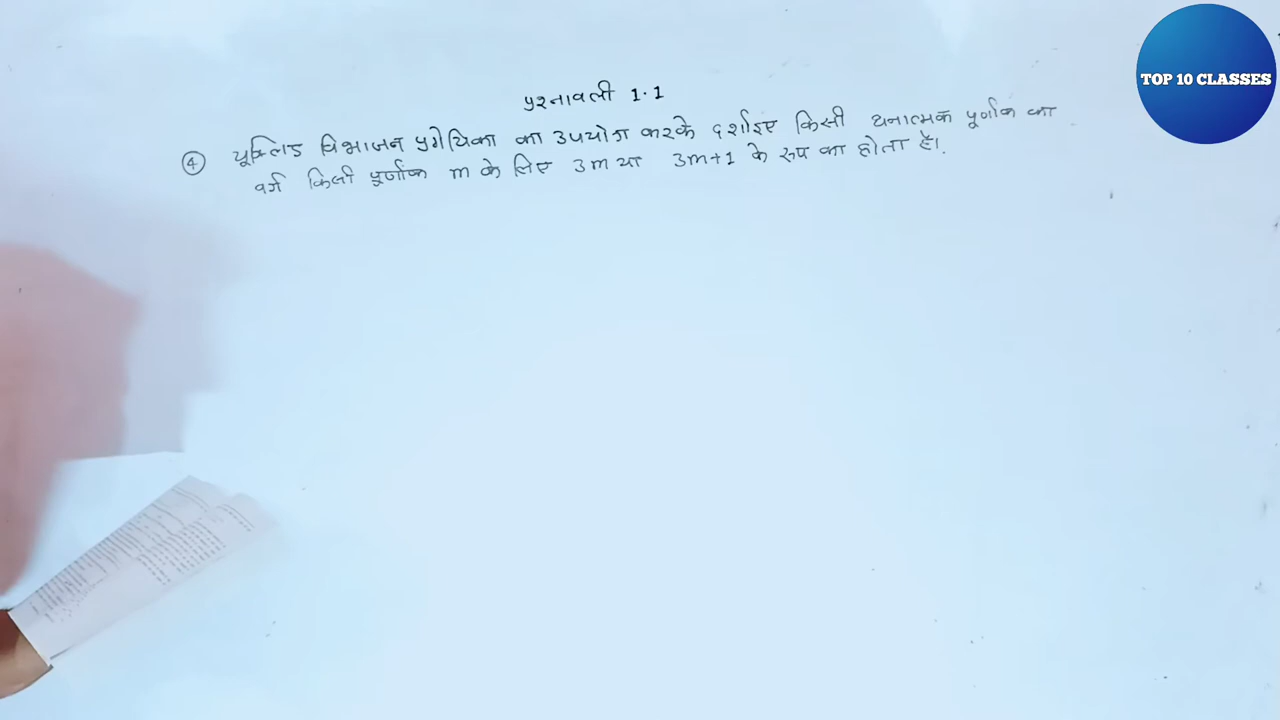 TOP 10 CLASSES
प्रश्नावली 1.1
④ यूक्लिड विभाजन प्रमेयिका का उपयोग करके दर्शाइए किसी धनात्मक पूर्णांक का
वर्ग किसी पूर्णांक m के लिए 3m या 3m+1 के रूप का होता है।